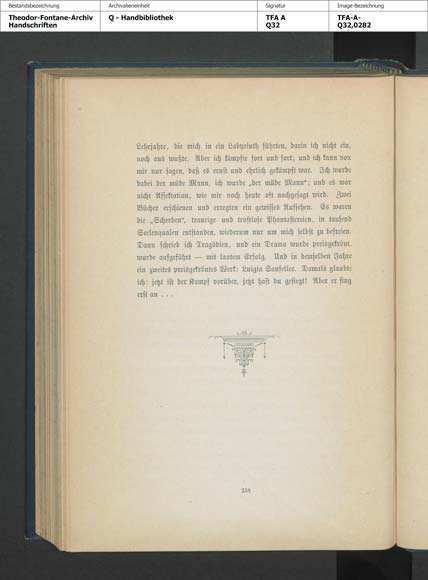 Bestandsbezeichnung
Archivalieneinheit
Signatur
Image-Bezeichnung
Theodor-Fontane-Archiv
Handschriften
Q - Handbibliothek
TFA A
Q32
TFA-A-
Q32,0282
Lehrjahre, die mich in ein Labyrinth führten, darin ich nicht ein,
noch aus wußte. Aber ich kämpfte fort und fort; und ich kann von
mir nur sagen, daß es ernst und ehrlich gekämpft war. Ich wurde
dabei der müde Mann, ich wurde „der müde Mann“; und es war
nicht Affektation, wie mir noch heute oft nachgesagt wird. Zwei
Bücher erschienen und erregten ein gewisses Aufsehen. Es waren
die „Scherben“, traurige und trostlose Phantastereien, in tausend
Seelenqualen entstanden, wiederum nur um mich selbst zu befreien.
Dann schrieb ich Tragödien, und ein Drama wurde preisgekrönt,
wurde aufgeführt — mit lautem Erfolg. Und in demselben Jahre
ein zweites preisgekröntes Werk: Luigia Sanfelice. Damals glaubte
ich: jetzt ist der Kampf vorüber, jetzt hast du gesiegt! Aber er fing
erst an . . .
258